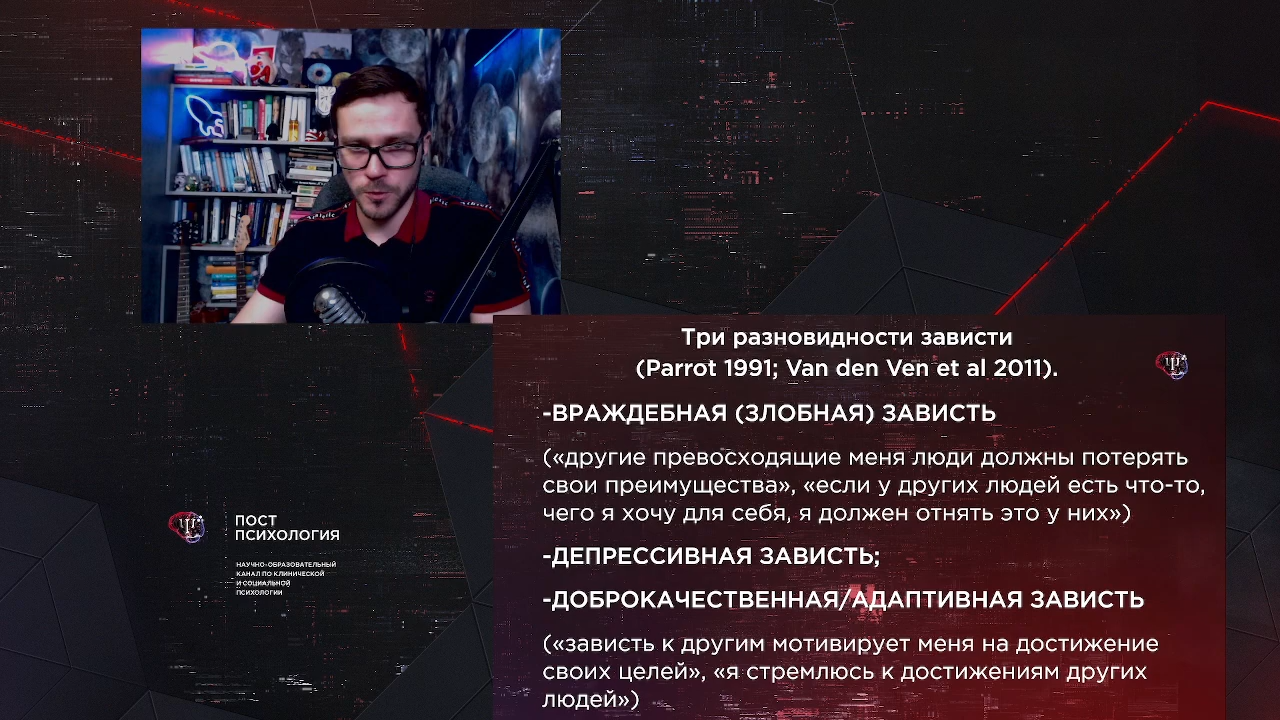 Три разновидности зависти
(Parrot 1991; Van den Ven et al 2011).
-ВРАЖДЕБНАЯ (ЗЛОБНАЯ) ЗАВИСТЬ
(«другие превосходящие меня люди должны потерять
свои преимущества», «если у других людей есть что-то,
чего я хочу для себя, я должен отнять это у них»)
-ДЕПРЕССИВНАЯ ЗАВИСТЬ;
-ДОБРОКАЧЕСТВЕННАЯ/АДАПТИВНАЯ ЗАВИСТЬ
(«зависть к другим мотивирует меня на достижение
своих целей», «я стремлюсь к достижениям других
людей»)
ПОСТ
ПСИХОЛОГИЯ
НАУЧНО-ОБРАЗОВАТЕЛЬНЫЙ
КАНАЛ ПО КЛИНИЧЕСКОЙ
И СОЦИАЛЬНОЙ
ПСИХОЛОГИИ